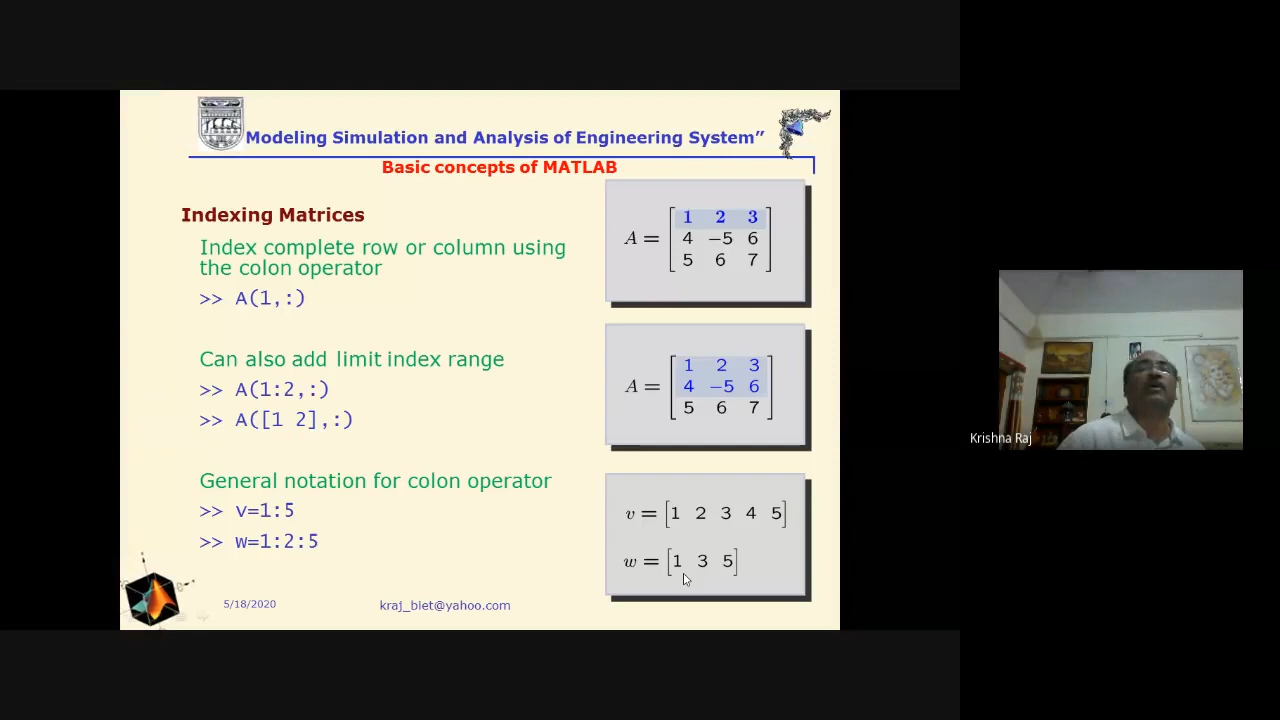 Modeling Simulation and Analysis of Engineering System”
Basic concepts of MATLAB
Indexing Matrices
Index complete row or column using
the colon operator
>> A(1,:)
A = [1 2 3
4 −5 6
5 6 7]
Can also add limit index range
>> A(1:2,:)
>> A([1 2],:)
A = [1 2 3
4 −5 6
5 6 7]
General notation for colon operator
>> v=1:5
>> w=1:2:5
v = [1 2 3 4 5]
w = [1 3 5]
5/18/2020
kraj_biet@yahoo.com
Krishna Raj